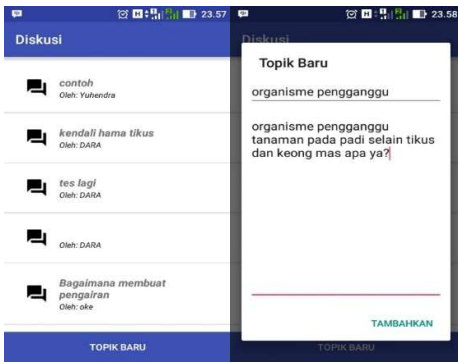 23.57
Diskusi
contoh
Oleh: Yuhendra
kendali hama tikus
Oleh: DARA
tes lagi
Oleh: DARA
Oleh: DARA
Bagaimana membuat
pengairan
Oleh: oke
TOPIK BARU
23.58
Diskusi
Topik Baru
organisme pengganggu
organisme pengganggu
tanaman pada padi selain tikus
dan keong mas apa ya?
TAMBAHKAN
TOPIK BARU